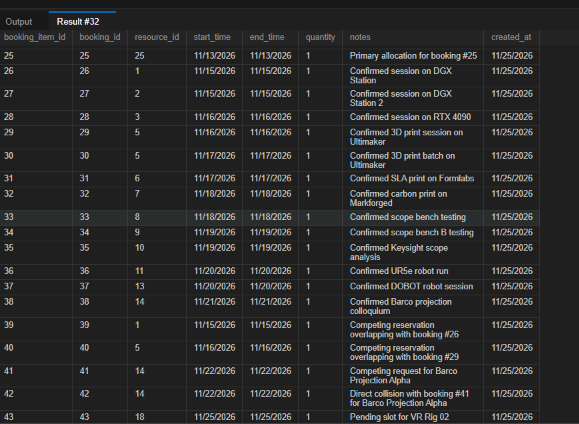 Output Result #32
booking_item_id booking_id resource_id start_time end_time quantity notes created_at
25 25 25 11/13/2026 11/13/2026 1 Primary allocation for booking #25 11/25/2026
26 26 1 11/15/2026 11/15/2026 1 Confirmed session on DGX 11/25/2026
Station
27 27 2 11/15/2026 11/15/2026 1 Confirmed session on DGX 11/25/2026
Station 2
28 28 3 11/16/2026 11/16/2026 1 Confirmed session on RTX 4090 11/25/2026
29 29 5 11/16/2026 11/16/2026 1 Confirmed 3D print session on 11/25/2026
Ultimaker
30 30 5 11/17/2026 11/17/2026 1 Confirmed 3D print batch on 11/25/2026
Ultimaker
31 31 6 11/17/2026 11/17/2026 1 Confirmed SLA print on Formlabs 11/25/2026
32 32 7 11/18/2026 11/18/2026 1 Confirmed carbon print on 11/25/2026
Markforged
33 33 8 11/18/2026 11/18/2026 1 Confirmed scope bench testing 11/25/2026
34 34 9 11/19/2026 11/19/2026 1 Confirmed scope bench B testing 11/25/2026
35 35 10 11/19/2026 11/19/2026 1 Confirmed Keysight scope 11/25/2026
analysis
36 36 11 11/20/2026 11/20/2026 1 Confirmed UR5e robot run 11/25/2026
37 37 13 11/20/2026 11/20/2026 1 Confirmed DOBOT robot session 11/25/2026
38 38 14 11/21/2026 11/21/2026 1 Confirmed Barco projection 11/25/2026
colloquium
39 39 1 11/15/2026 11/15/2026 1 Competing reservation 11/25/2026
overlapping with booking #26
40 40 5 11/16/2026 11/16/2026 1 Competing reservation 11/25/2026
overlapping with booking #29
41 41 14 11/22/2026 11/22/2026 1 Competing request for Barco 11/25/2026
Projection Alpha
42 42 14 11/22/2026 11/22/2026 1 Direct collision with booking #41 11/25/2026
for Barco Projection Alpha
43 43 18 11/25/2026 11/25/2026 1 Pending slot for VR Rig 02 11/25/2026